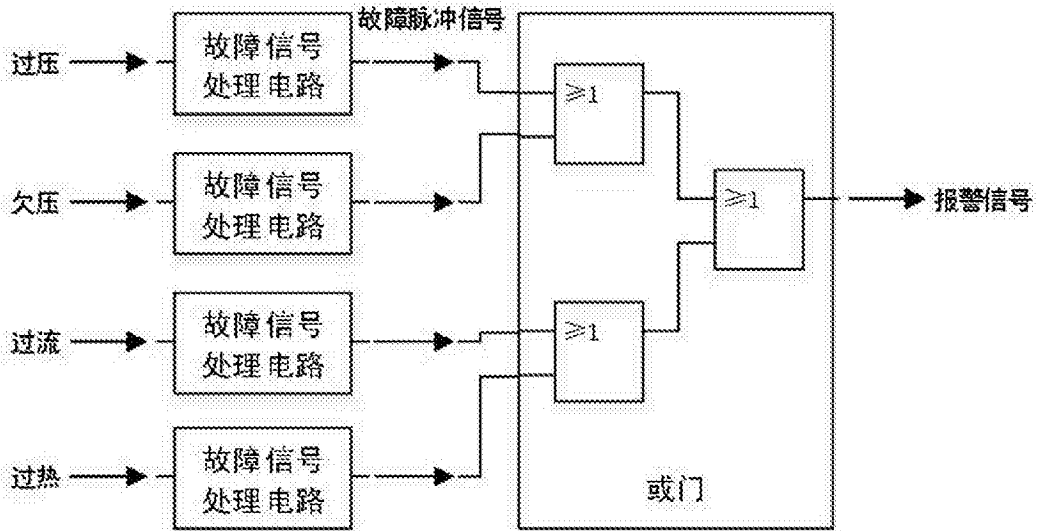 故障脉冲信号
过压
故障信号
处理电路
≥1
欠压
故障信号
处理电路
≥1
报警信号
过流
故障信号
处理电路
≥1
过热
故障信号
处理电路
或门